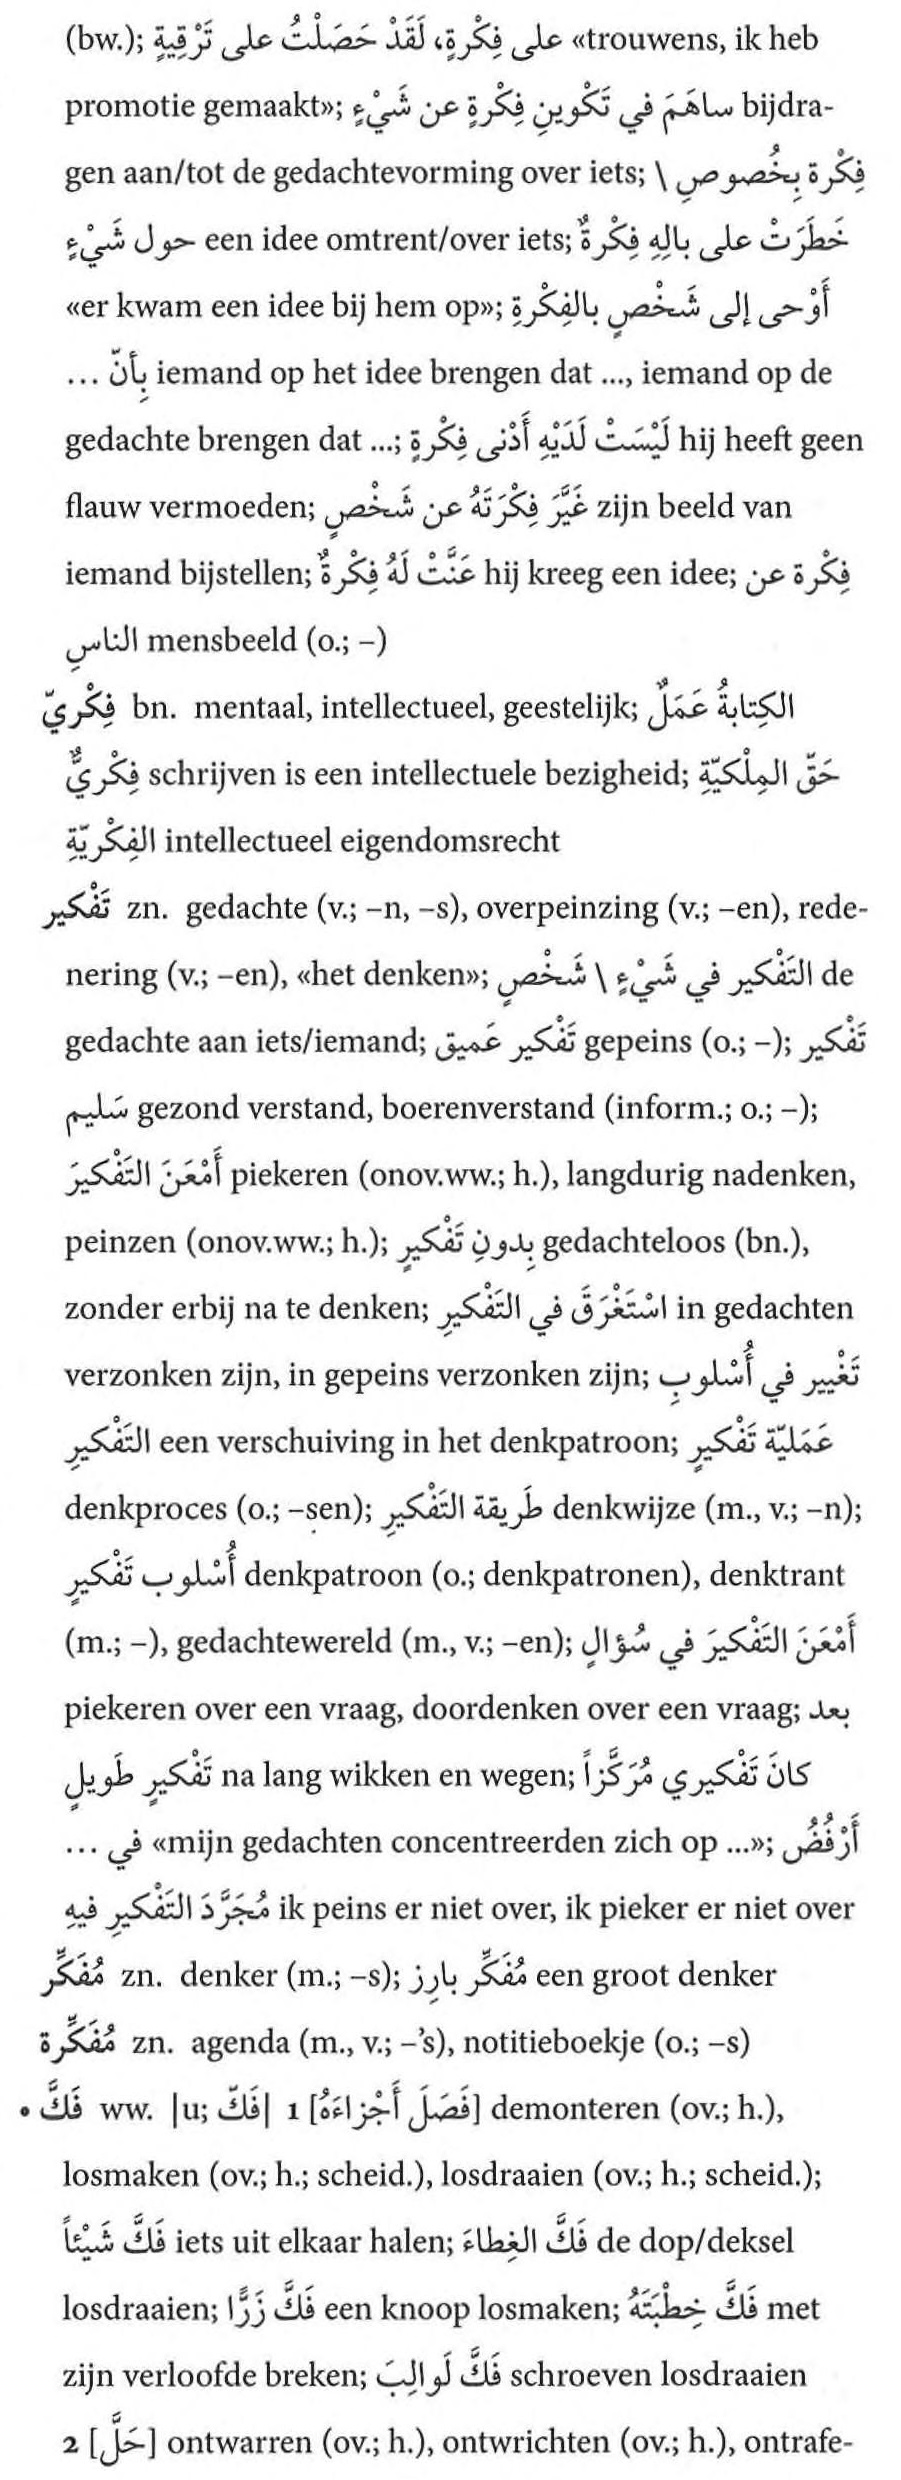 (bw.); على فِكْرةٍ، لَقَدْ حَصَلْتُ على تَرْقِيةٍ «trouwens, ik heb
promotie gemaakt»; ساهَمَ في تَكْوينِ فِكْرةٍ عن شَيْءٍ bijdra-
gen aan/tot de gedachtevorming over iets; فِكْرة بِخُصوصِ \
حول شَيْءٍ een idee omtrent/over iets; خَطَرَتْ على بالِهِ فِكْرةٌ
«er kwam een idee bij hem op»; أَوْحى إلى شَخْصٍ بالفِكْرةِ
بِأنّ ... iemand op het idee brengen dat ..., iemand op de
gedachte brengen dat ...; لَيْسَتْ لَدَيْهِ أَدْنى فِكْرةٍ hij heeft geen
flauw vermoeden; غَيَّرَ فِكْرَتَهُ عن شَخْصٍ zijn beeld van
iemand bijstellen; عَنَّتْ لَهُ فِكْرةٌ hij kreeg een idee; فِكْرة عن
الناسِ mensbeeld (o.; –)
فِكْريّ bn. mentaal, intellectueel, geestelijk; الكِتابةُ عَمَلٌ
فِكْريٌّ schrijven is een intellectuele bezigheid; حَقّ المِلْكيّةِ
الفِكْريّةِ intellectueel eigendomsrecht
تَفْكير zn. gedachte (v.; –n, –s), overpeinzing (v.; –en), rede-
nering (v.; –en), «het denken»; التَفْكير في شَيْءٍ \ شَخْصٍ de
gedachte aan iets/iemand; تَفْكير عَميق gepeins (o.; –); تَفْكير
سَليم gezond verstand, boerenverstand (inform.; o.; –);
أَمْعَنَ التَفْكيرَ piekeren (onov.ww.; h.), langdurig nadenken,
peinzen (onov.ww.; h.); بِدونِ تَفْكيرٍ gedachteloos (bn.),
zonder erbij na te denken; اسْتَغْرَقَ في التَفْكيرِ in gedachten
verzonken zijn, in gepeins verzonken zijn; تَغْيير في أُسْلوبِ
التَفْكيرِ een verschuiving in het denkpatroon; عَمَليّة تَفْكيرٍ
denkproces (o.; –sen); طَريقة التَفْكيرِ denkwijze (m., v.; –n);
أُسْلوب تَفْكيرٍ denkpatroon (o.; denkpatronen), denktrant
(m.; –), gedachtewereld (m., v.; –en); أَمْعَنَ التَفْكيرَ في سُؤالٍ
piekeren over een vraag, doordenken over een vraag; بعد
تَفْكيرٍ طَويلٍ na lang wikken en wegen; كانَ تَفْكيري مُرَكَّزاً
في ... «mijn gedachten concentreerden zich op ...»; أَرْفُضُ
مُجَرَّدَ التَفْكيرِ فيهِ ik peins er niet over, ik pieker er niet over
مُفَكِّر zn. denker (m.; –s); مُفَكِّر بارِز een groot denker
مُفَكِّرة zn. agenda (m., v.; –'s), notitieboekje (o.; –s)
• فَكَّ ww. |u; فَكّ| 1 [فَصَلَ أَجْزاءَهُ] demonteren (ov.; h.),
losmaken (ov.; h.; scheid.), losdraaien (ov.; h.; scheid.);
فَكَّ شَيْئاً iets uit elkaar halen; فَكَّ الغِطاءَ de dop/deksel
losdraaien; فَكَّ زَرًّا een knoop losmaken; فَكَّ خِطْبَتَهُ met
zijn verloofde breken; فَكَّ لَوالِبَ schroeven losdraaien
2 [حَلَّ] ontwarren (ov.; h.), ontwrichten (ov.; h.), ontrafe-